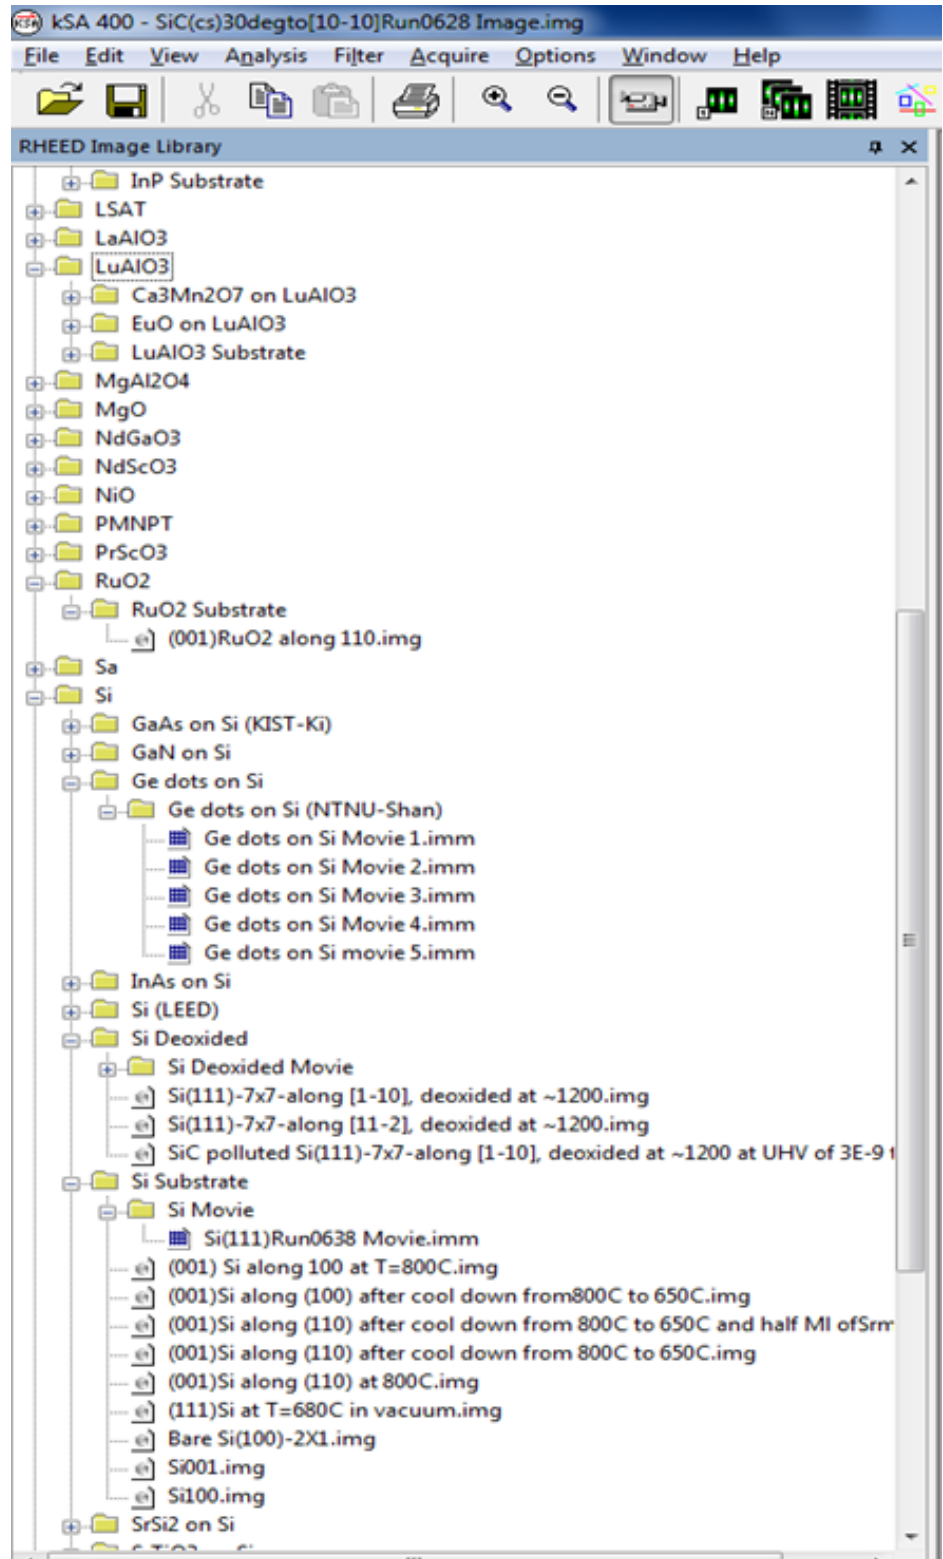 kSA 400 - SiC(cs)30degto[10-10]Run0628 Image.img
File Edit View Analysis Filter Acquire Options Window Help
RHEED Image Library
InP Substrate
LSAT
LaAlO3
LuAlO3
Ca3Mn2O7 on LuAlO3
EuO on LuAlO3
LuAlO3 Substrate
MgAl2O4
MgO
NdGaO3
NdScO3
NiO
PMNPT
PrScO3
RuO2
RuO2 Substrate
(001)RuO2 along 110.img
Sa
Si
GaAs on Si (KIST-Ki)
GaN on Si
Ge dots on Si
Ge dots on Si (NTNU-Shan)
Ge dots on Si Movie 1.imm
Ge dots on Si Movie 2.imm
Ge dots on Si Movie 3.imm
Ge dots on Si Movie 4.imm
Ge dots on Si movie 5.imm
InAs on Si
Si (LEED)
Si Deoxided
Si Deoxided Movie
Si(111)-7x7-along [1-10], deoxided at ~1200.img
Si(111)-7x7-along [11-2], deoxided at ~1200.img
SiC polluted Si(111)-7x7-along [1-10], deoxided at ~1200 at UHV of 3E-9 t
Si Substrate
Si Movie
Si(111)Run0638 Movie.imm
(001) Si along 100 at T=800C.img
(001)Si along (100) after cool down from800C to 650C.img
(001)Si along (110) after cool down from 800C to 650C and half Ml ofSrm
(001)Si along (110) after cool down from 800C to 650C.img
(001)Si along (110) at 800C.img
(111)Si at T=680C in vacuum.img
Bare Si(100)-2X1.img
Si001.img
Si100.img
SrSi2 on Si